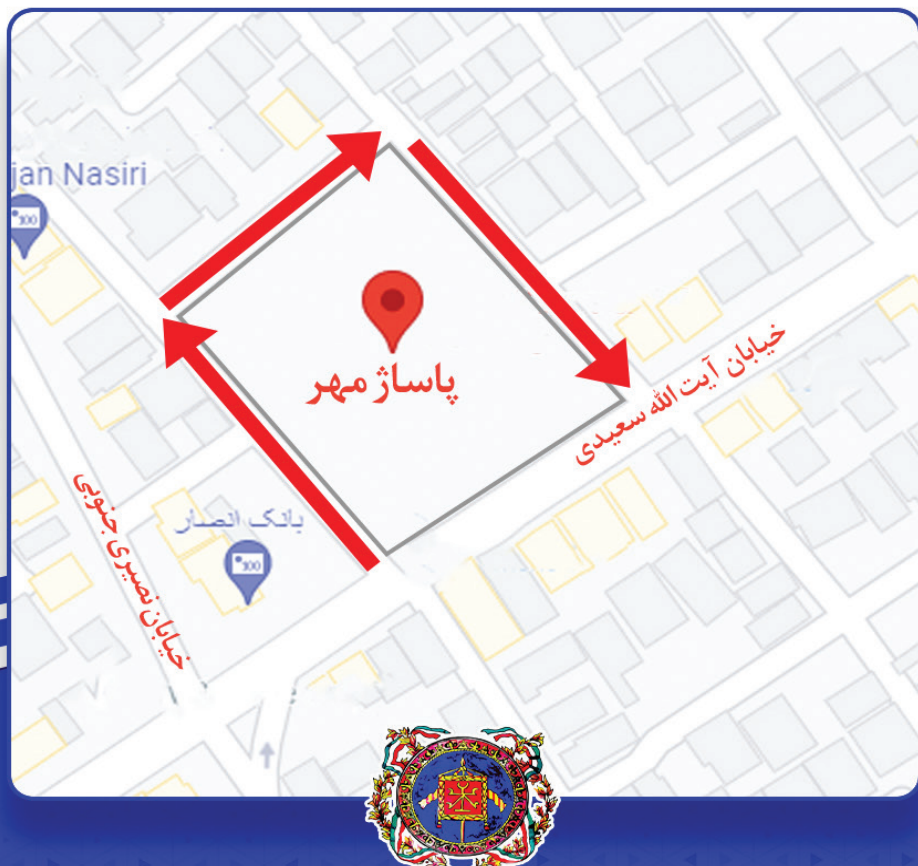 jan Nasiri
پاساژ مهر
خیابان آیت الله سعیدی
بانک انصار
خیابان نصیری جنوبی